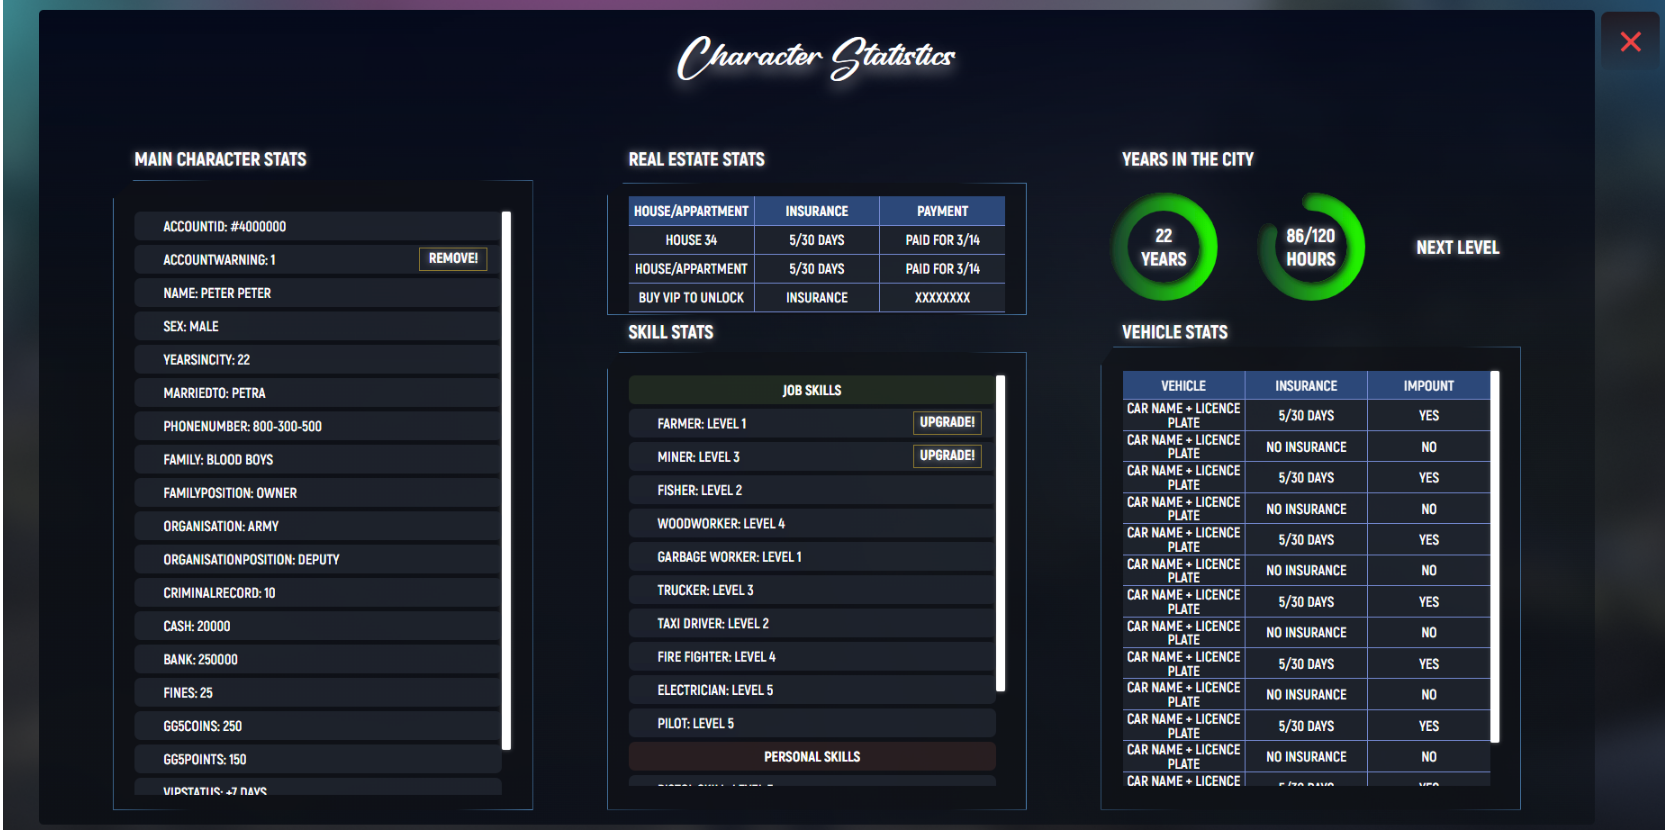 Character Statistics
MAIN CHARACTER STATS
ACCOUNTID: #4000000
ACCOUNTWARNING: 1 REMOVE!
NAME: PETER PETER
SEX: MALE
YEARSINCITY: 22
MARRIEDTO: PETRA
PHONENUMBER: 800-300-500
FAMILY: BLOOD BOYS
FAMILYPOSITION: OWNER
ORGANISATION: ARMY
ORGANISATIONPOSITION: DEPUTY
CRIMINALRECORD: 10
CASH: 20000
BANK: 250000
FINES: 25
GG5COINS: 250
GG5POINTS: 150
VIPSTATUS: +7 DAYS
REAL ESTATE STATS
HOUSE/APPARTMENT INSURANCE PAYMENT
HOUSE 34 5/30 DAYS PAID FOR 3/14
HOUSE/APPARTMENT 5/30 DAYS PAID FOR 3/14
BUY VIP TO UNLOCK INSURANCE XXXXXXXX
SKILL STATS
JOB SKILLS
FARMER: LEVEL 1 UPGRADE!
MINER: LEVEL 3 UPGRADE!
FISHER: LEVEL 2
WOODWORKER: LEVEL 4
GARBAGE WORKER: LEVEL 1
TRUCKER: LEVEL 3
TAXI DRIVER: LEVEL 2
FIRE FIGHTER: LEVEL 4
ELECTRICIAN: LEVEL 5
PILOT: LEVEL 5
PERSONAL SKILLS
YEARS IN THE CITY
22
YEARS
86/120
HOURS
NEXT LEVEL
VEHICLE STATS
VEHICLE INSURANCE IMPOUNT
CAR NAME + LICENCE
PLATE 5/30 DAYS YES
CAR NAME + LICENCE
PLATE NO INSURANCE NO
CAR NAME + LICENCE
PLATE 5/30 DAYS YES
CAR NAME + LICENCE
PLATE NO INSURANCE NO
CAR NAME + LICENCE
PLATE 5/30 DAYS YES
CAR NAME + LICENCE
PLATE NO INSURANCE NO
CAR NAME + LICENCE
PLATE 5/30 DAYS YES
CAR NAME + LICENCE
PLATE NO INSURANCE NO
CAR NAME + LICENCE
PLATE 5/30 DAYS YES
CAR NAME + LICENCE
PLATE NO INSURANCE NO
CAR NAME + LICENCE
PLATE 5/30 DAYS YES
CAR NAME + LICENCE
PLATE NO INSURANCE NO
CAR NAME + LICENCE 5/30 DAYS YES